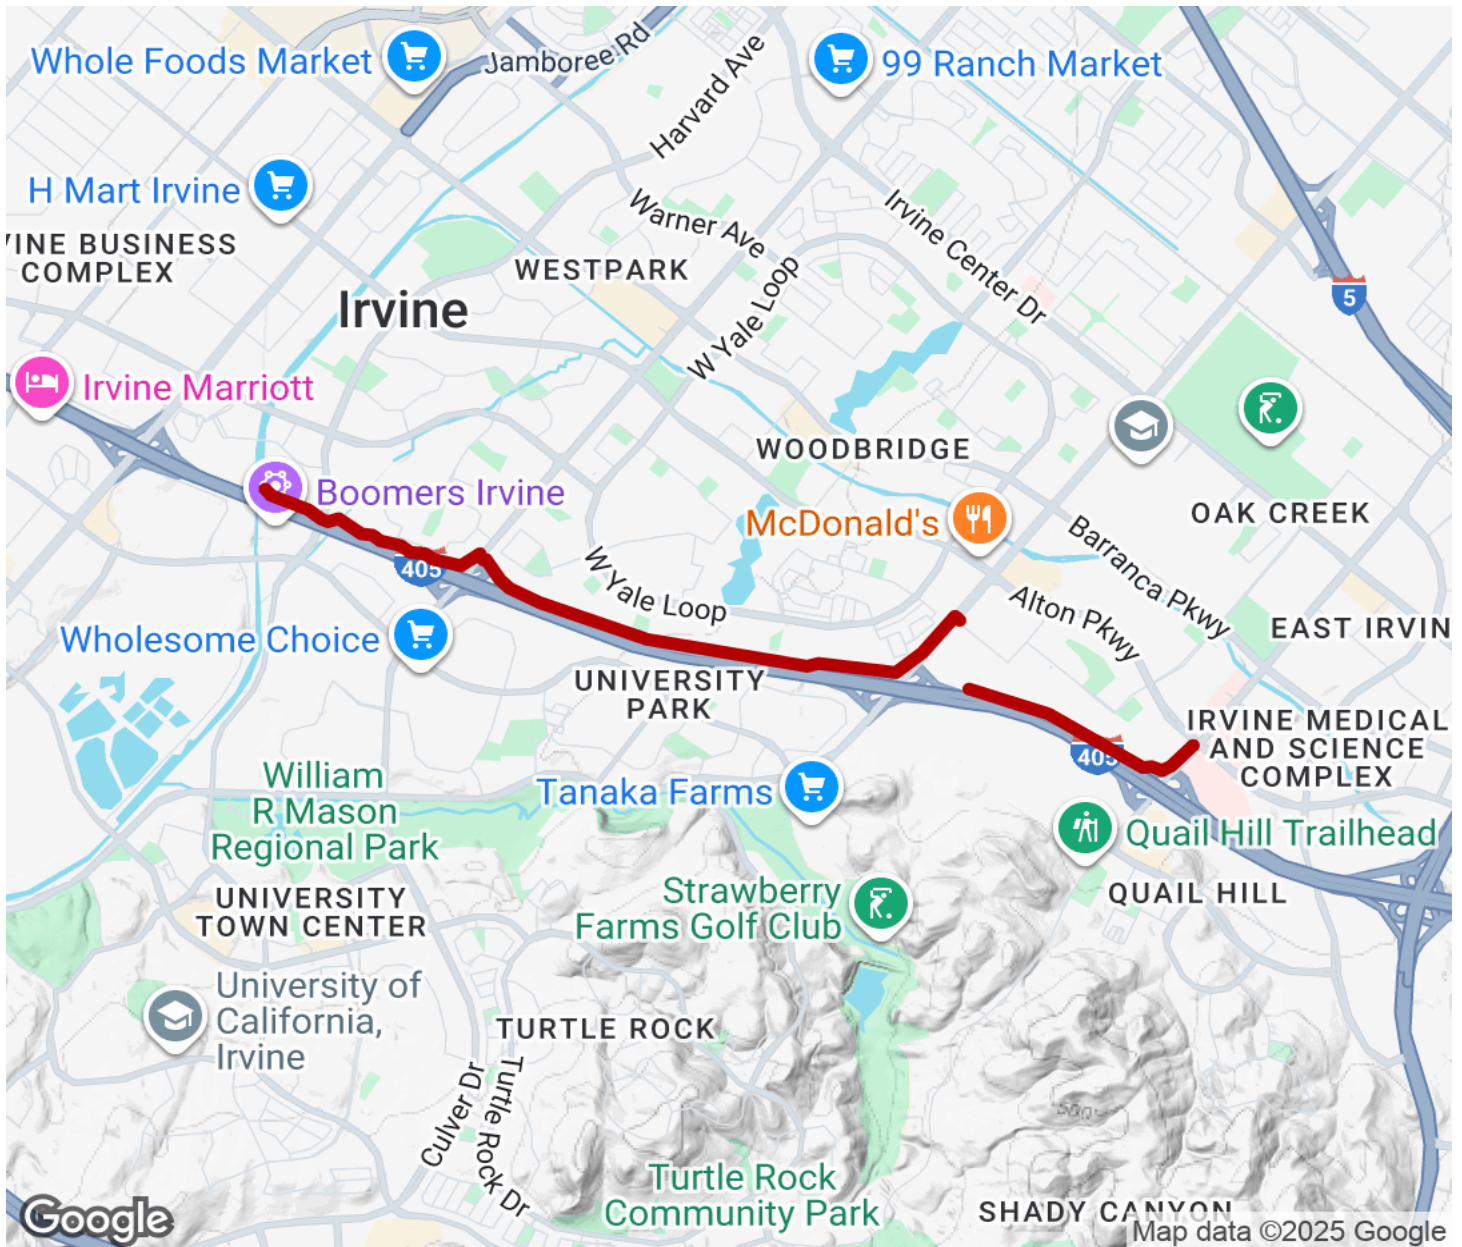 Whole Foods Market
Jamboree Rd
Harvard Ave
99 Ranch Market
H Mart Irvine
Warner Ave
Irvine Center Dr
VINE BUSINESS
COMPLEX
WESTPARK
W Yale Loop
5
Irvine
Irvine Marriott
WOODBRIDGE
Boomers Irvine
McDonald's
OAK CREEK
Barranca Pkwy
405
W Yale Loop
Alton Pkwy
EAST IRVIN
Wholesome Choice
UNIVERSITY
PARK
IRVINE MEDICAL
AND SCIENCE
COMPLEX
405
William
R Mason
Regional Park
Tanaka Farms
Quail Hill Trailhead
UNIVERSITY
TOWN CENTER
Strawberry
Farms Golf Club
QUAIL HILL
University of
California,
Irvine
TURTLE ROCK
Culver Dr
Turtle Rock Dr
Turtle Rock
Community Park
SHADY CANYON
Google
Map data ©2025 Google